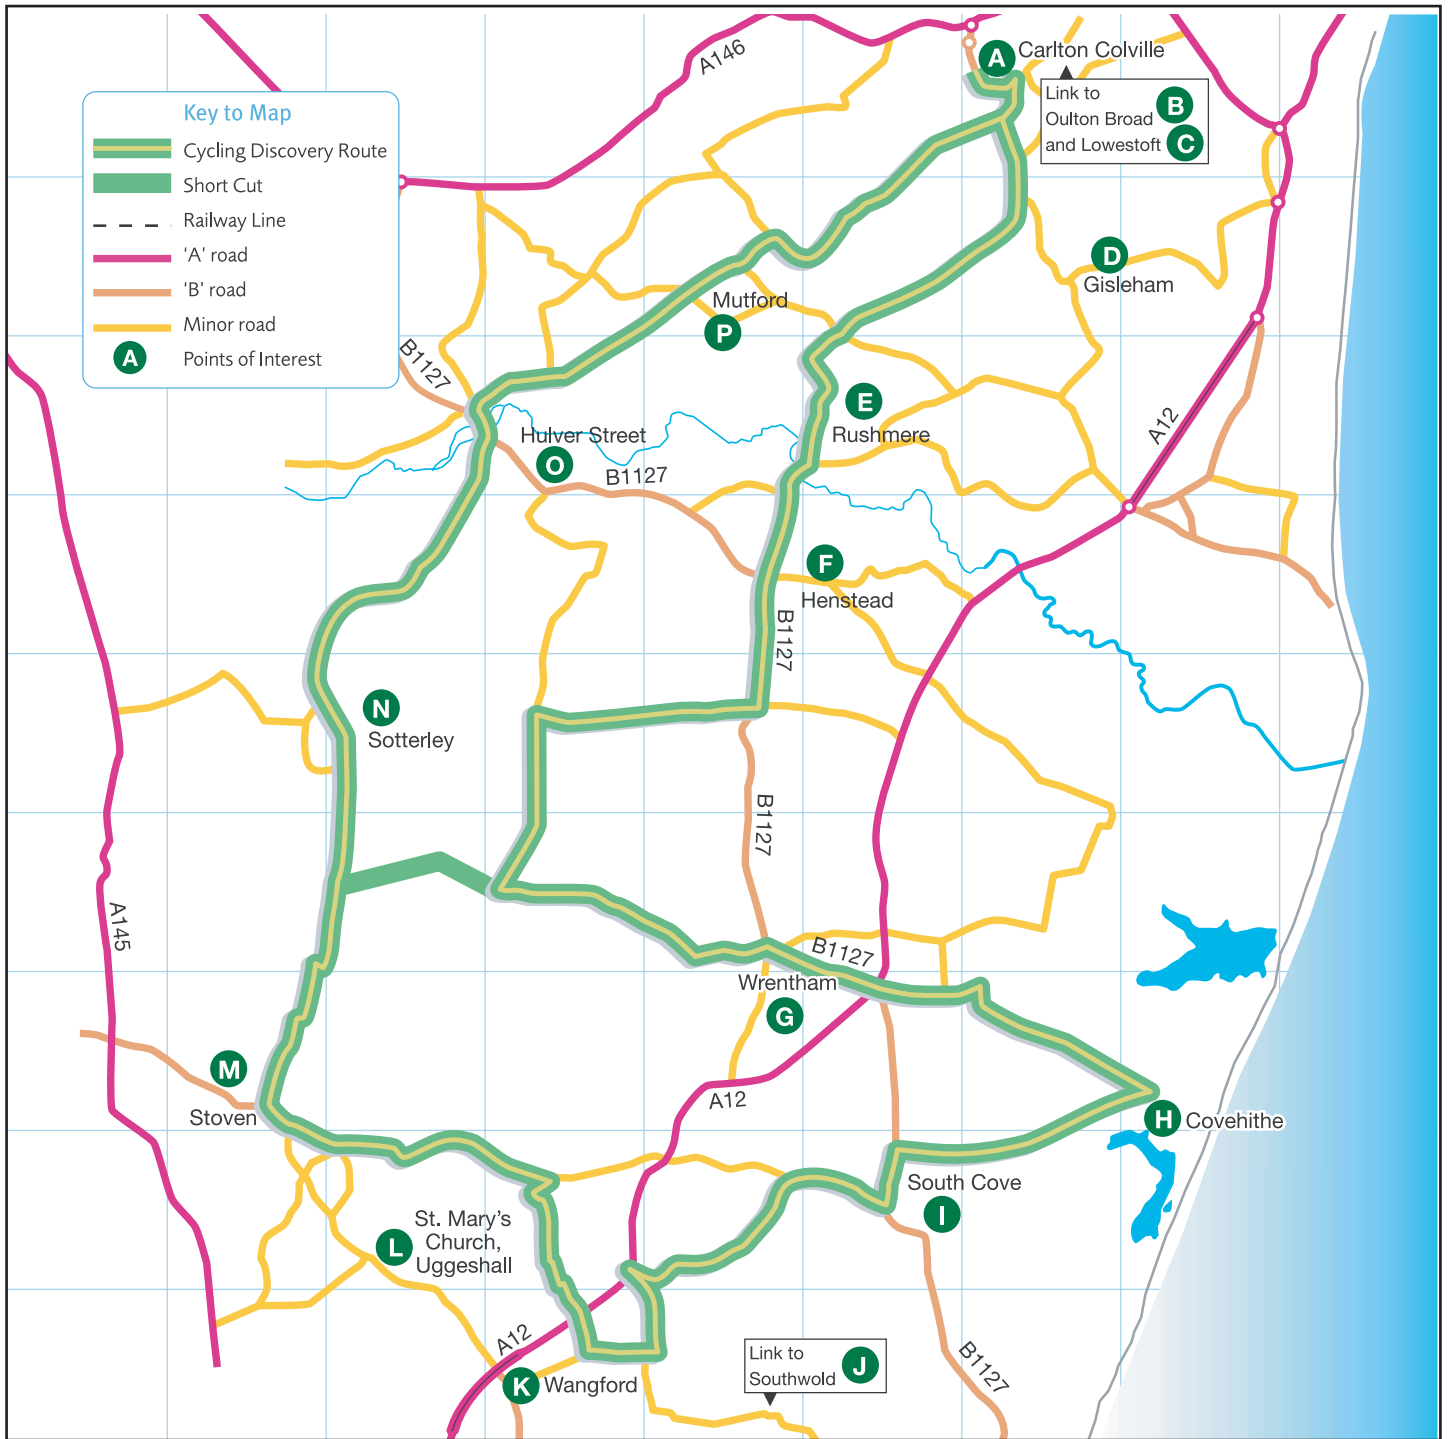 A146
A Carlton Colville
Link to
Oulton Broad B
and Lowestoft C
Key to Map
Cycling Discovery Route
Short Cut
Railway Line
'A' road
'B' road
Minor road
A Points of Interest
D
Gisleham
Mutford
P
B1127
A12
E
Rushmere
Hulver Street
O
B1127
F
Henstead
B1127
N
Sotterley
B1127
A145
B1127
Wrentham
G
M
Stoven
A12
H Covehithe
South Cove
I
St. Mary's
Church,
Uggeshall
L
A12
Link to
Southwold J
B1127
K Wangford